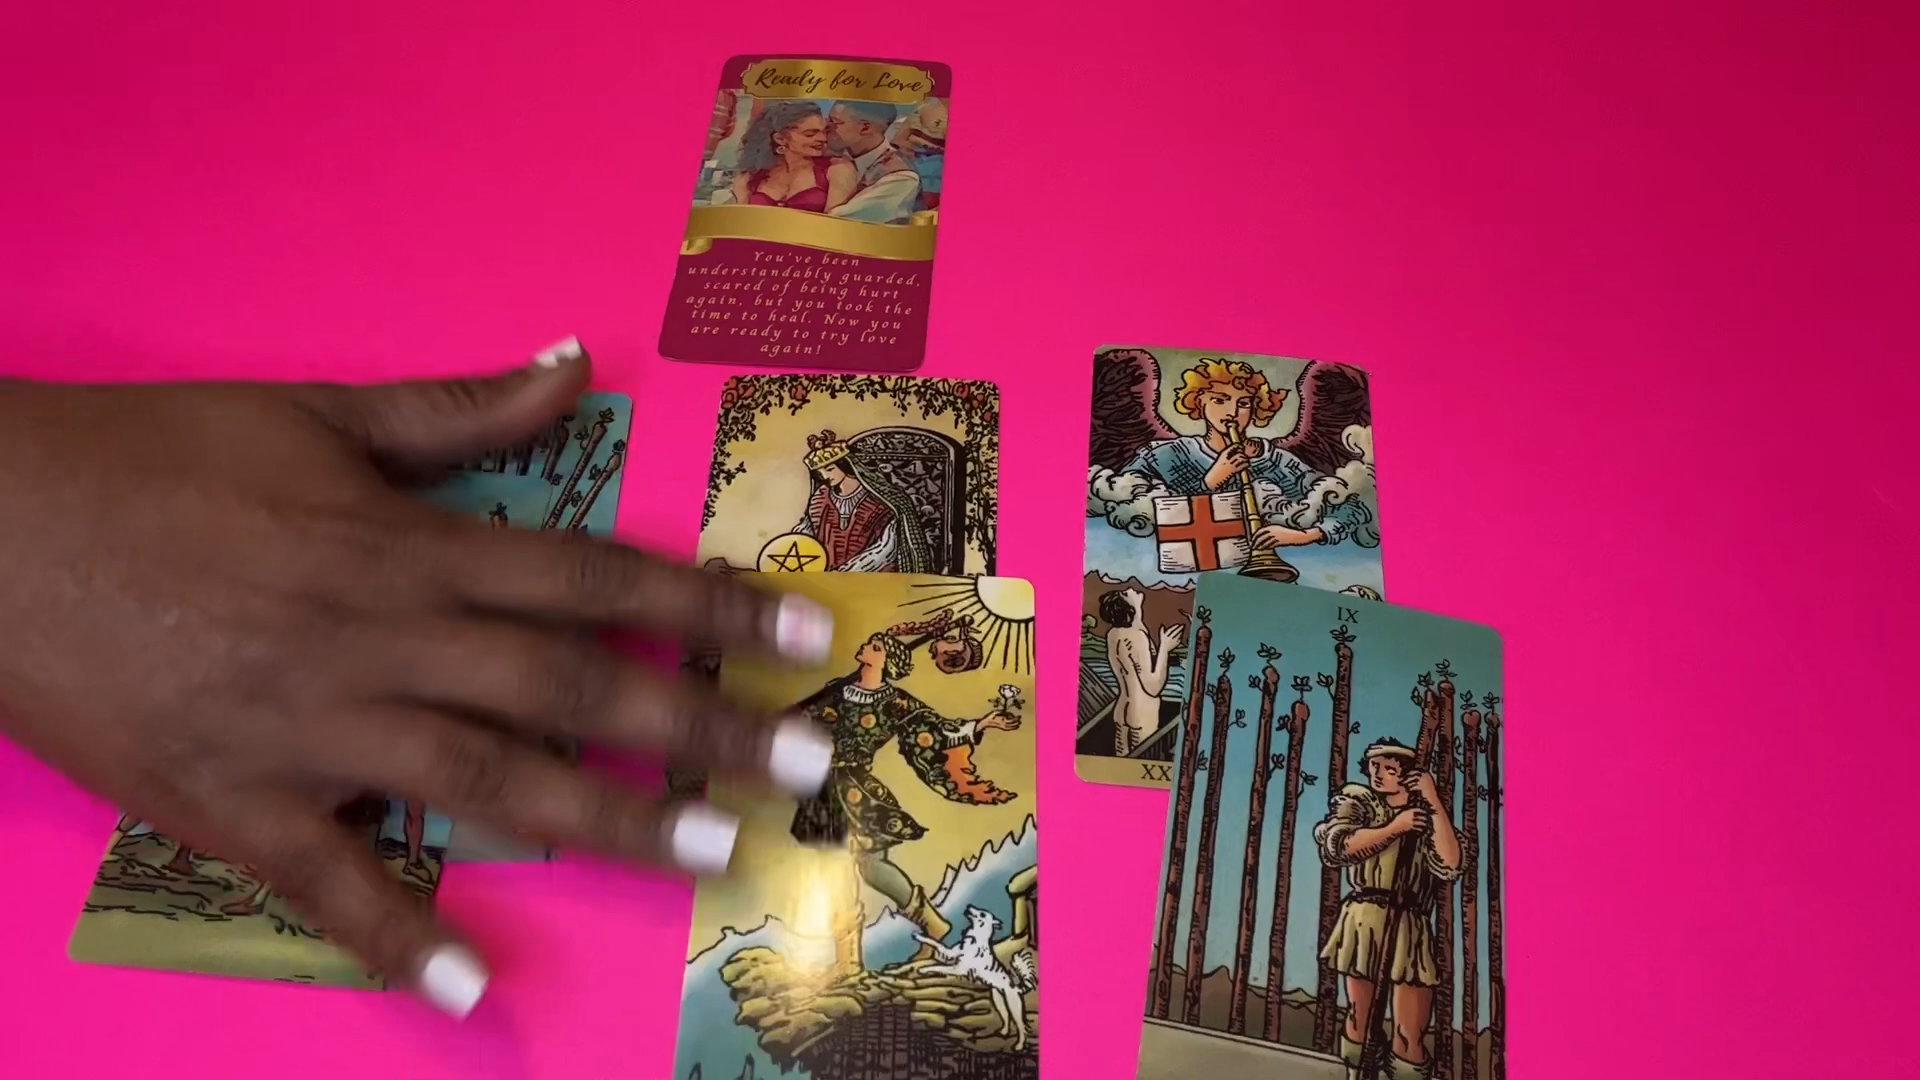 Ready for Love
You've been
understandably guarded,
scared of being hurt
again, but you took the
time to heal. Now you
are ready to try love
again!
IX
XX